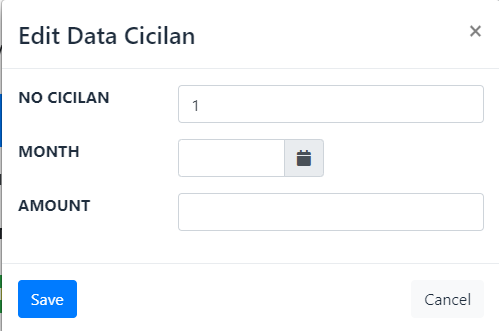 Edit Data Cicilan ×
NO CICILAN 1
MONTH
AMOUNT
Save Cancel